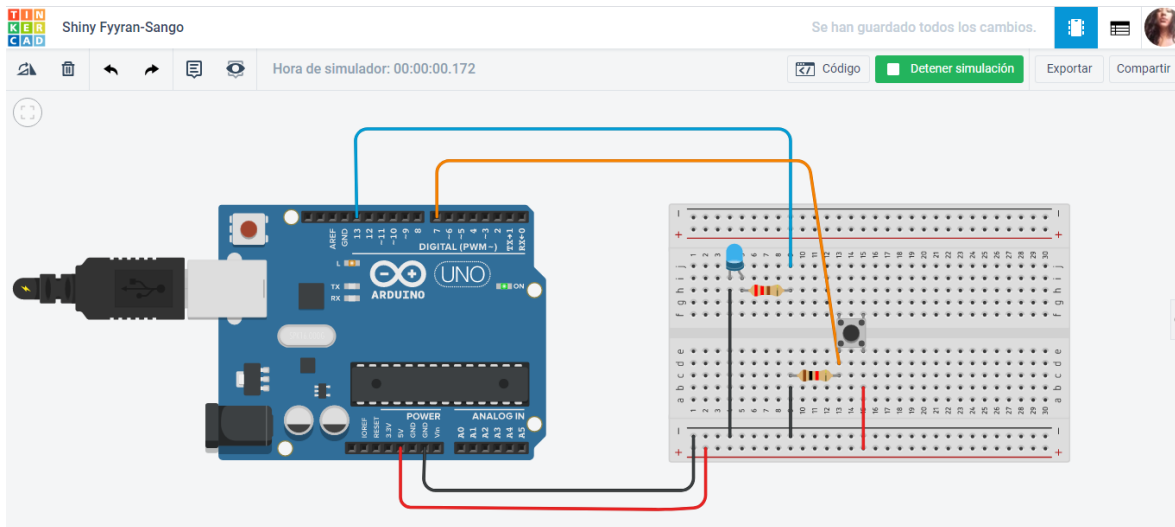 TIN
KER
CAD
Shiny Fyyran-Sango
Se han guardado todos los cambios.
Hora de simulador: 00:00:00.172
Código
Detener simulación
Exportar
Compartir
AREF
GND
13
12
~11
~10
~9
8
7
~6
~5
4
~3
2
TX→1
RX←0
DIGITAL (PWM~)
L
TX
RX
UNO
ARDUINO
ON
POWER
ANALOG IN
IOREF
RESET
3.3V
5V
GND
GND
Vin
A0
A1
A2
A3
A4
A5